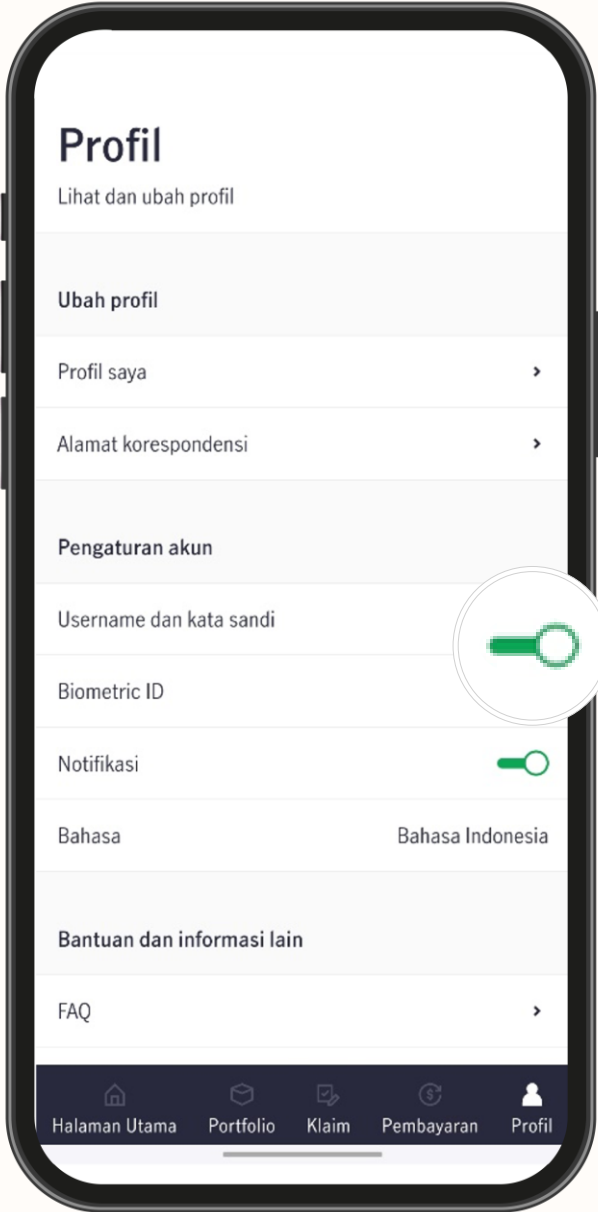 Profil
Lihat dan ubah profil
Ubah profil
Profil saya
Alamat korespondensi
Pengaturan akun
Username dan kata sandi
Biometric ID
Notifikasi
Bahasa Bahasa Indonesia
Bantuan dan informasi lain
FAQ
Halaman Utama Portfolio Klaim Pembayaran Profil